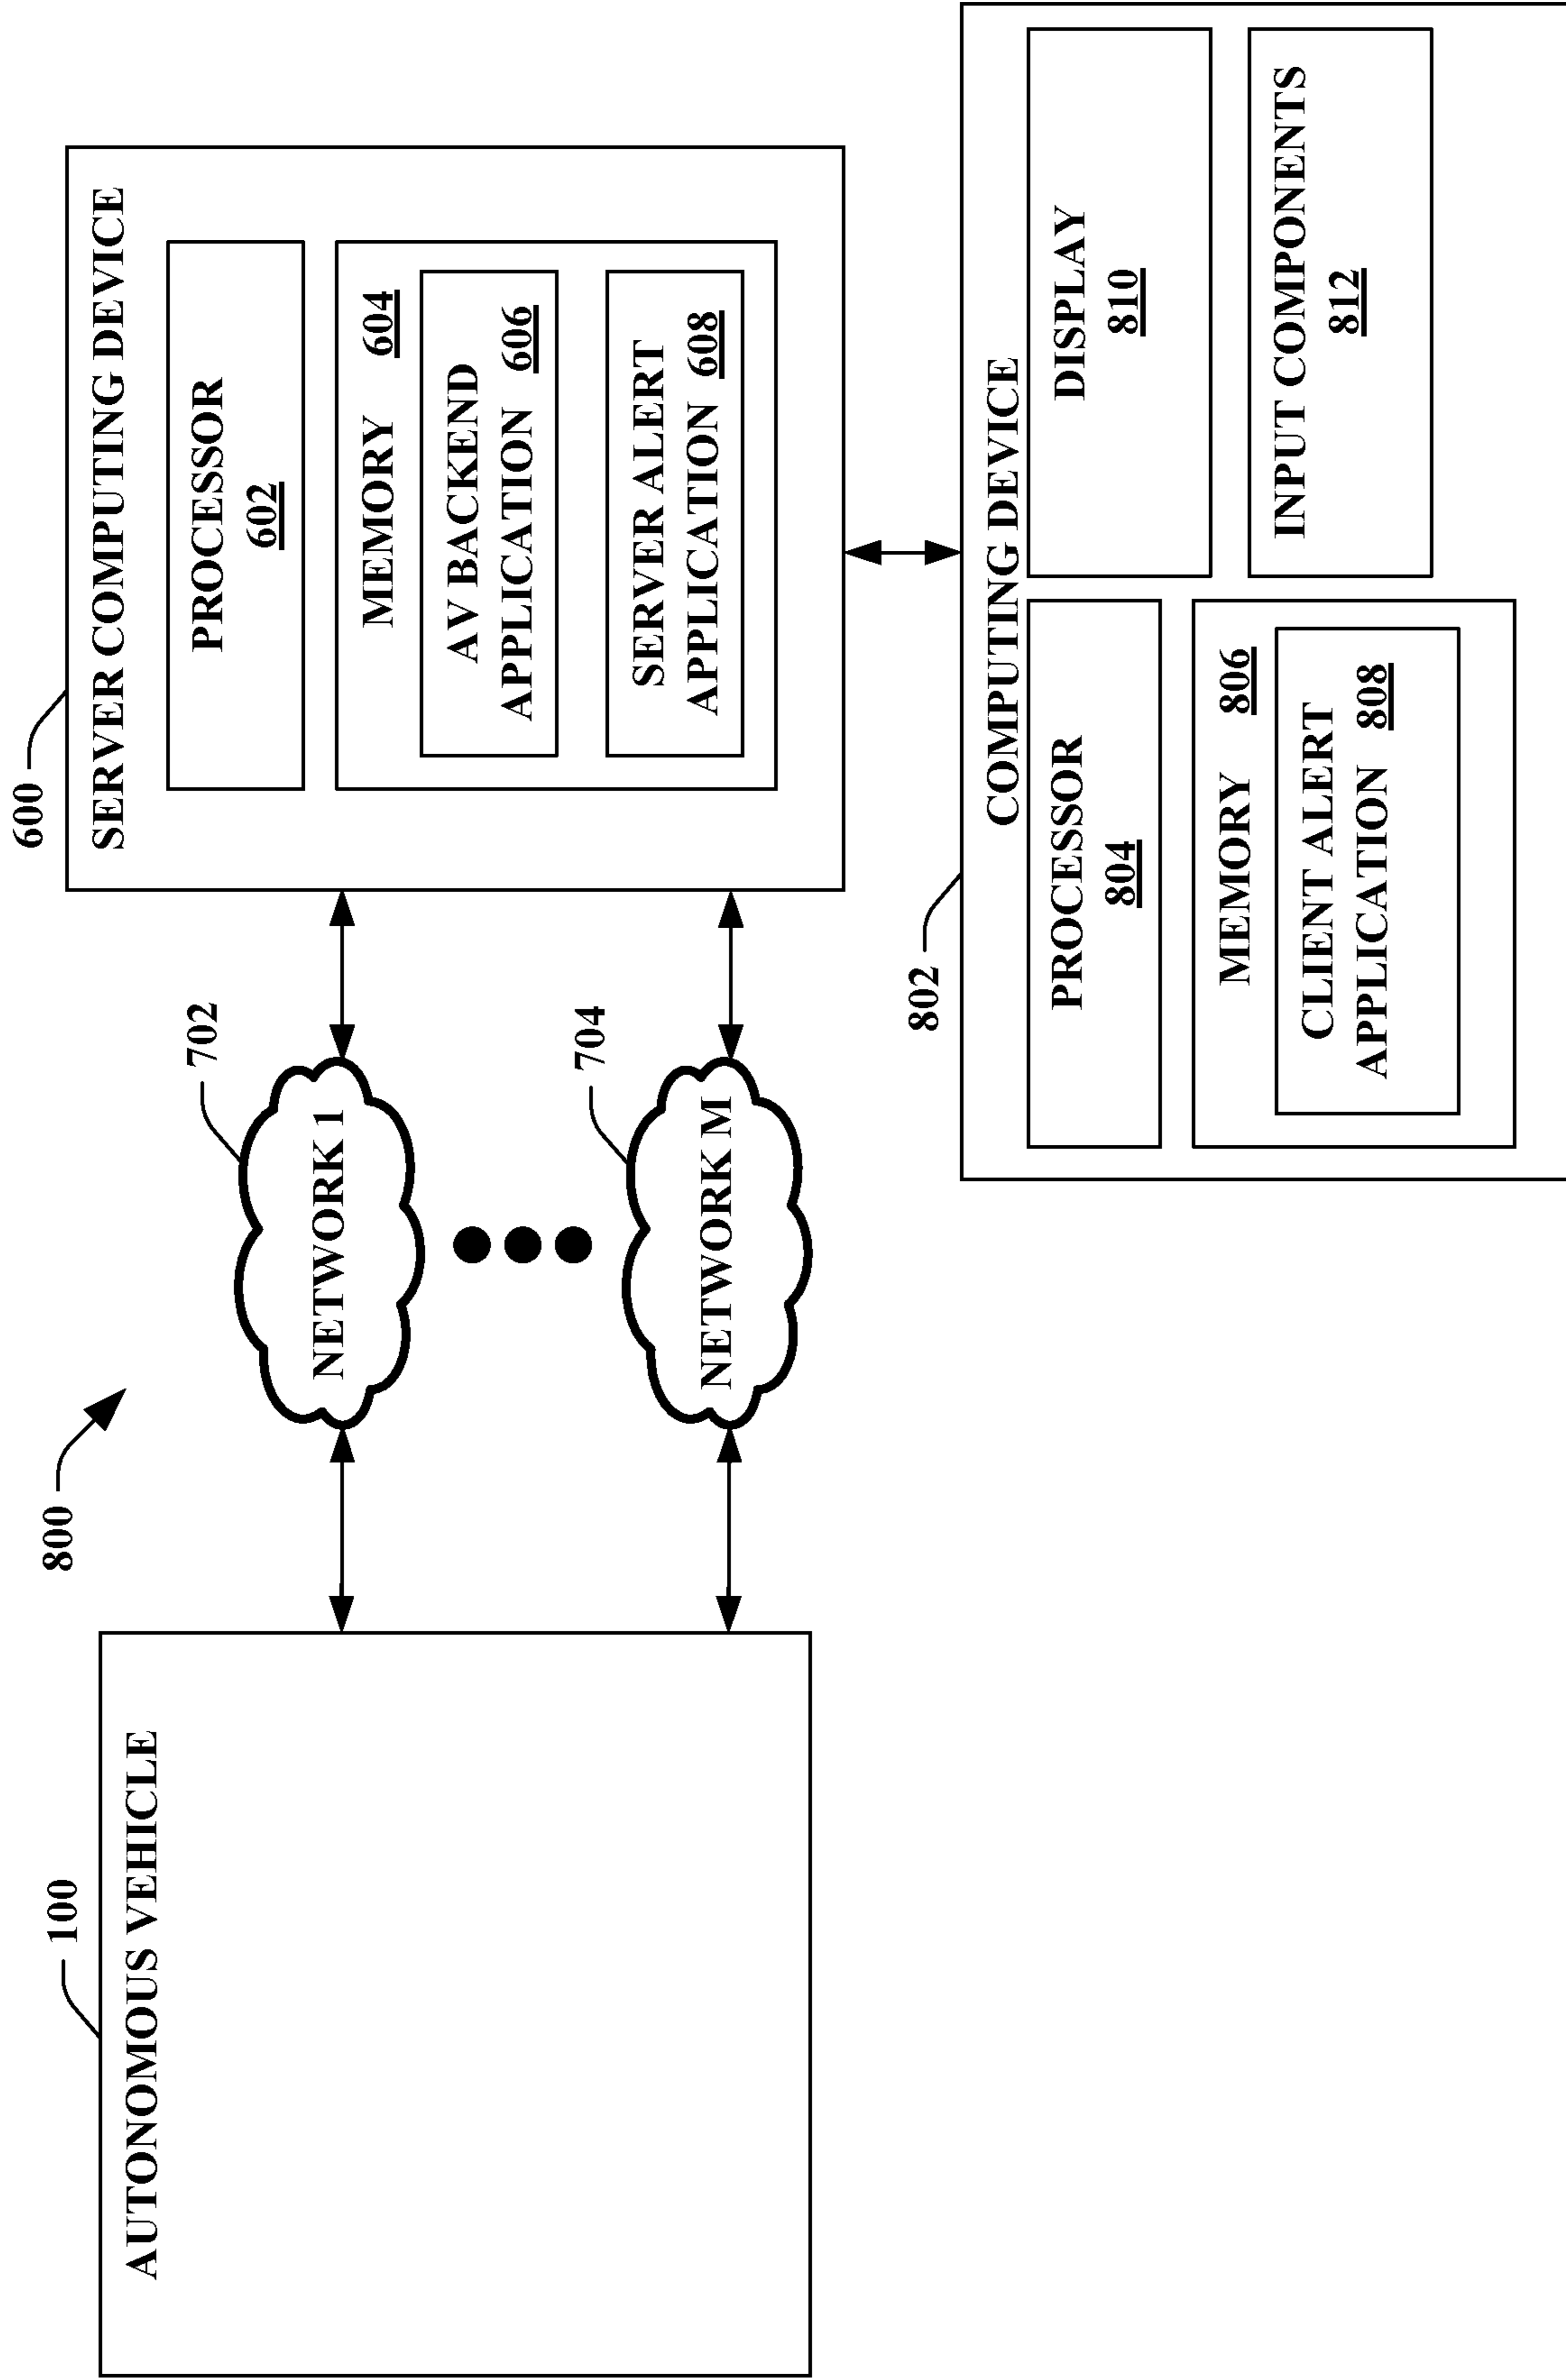 800
100
AUTONOMOUS VEHICLE
702
NETWORK 1
704
NETWORK M
600
SERVER COMPUTING DEVICE
PROCESSOR
602
MEMORY 604
AV BACKEND
APPLICATION 606
SERVER ALERT
APPLICATION 608
802
COMPUTING DEVICE
PROCESSOR
804
MEMORY 806
CLIENT ALERT
APPLICATION 808
DISPLAY
810
INPUT COMPONENTS
812